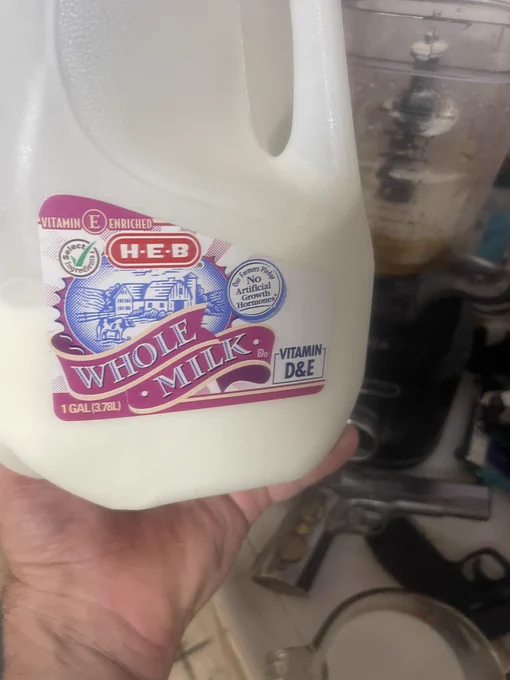 VITAMIN E ENRICHED
H-E-B
Select Ingredients
Our Farmers Pledge
No
Artificial
Growth
Hormones*
WHOLE
MILK
VITAMIN
D&E
1 GAL (3.78L)